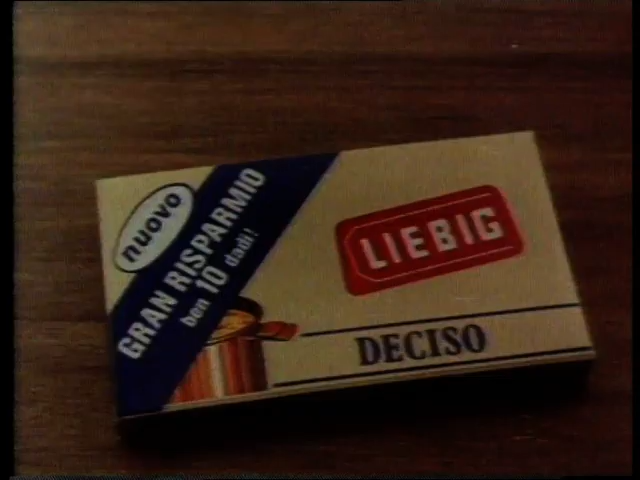 nuovo
GRAN RISPARMIO
ben 10 dadi!
LIEBIG
DECISO